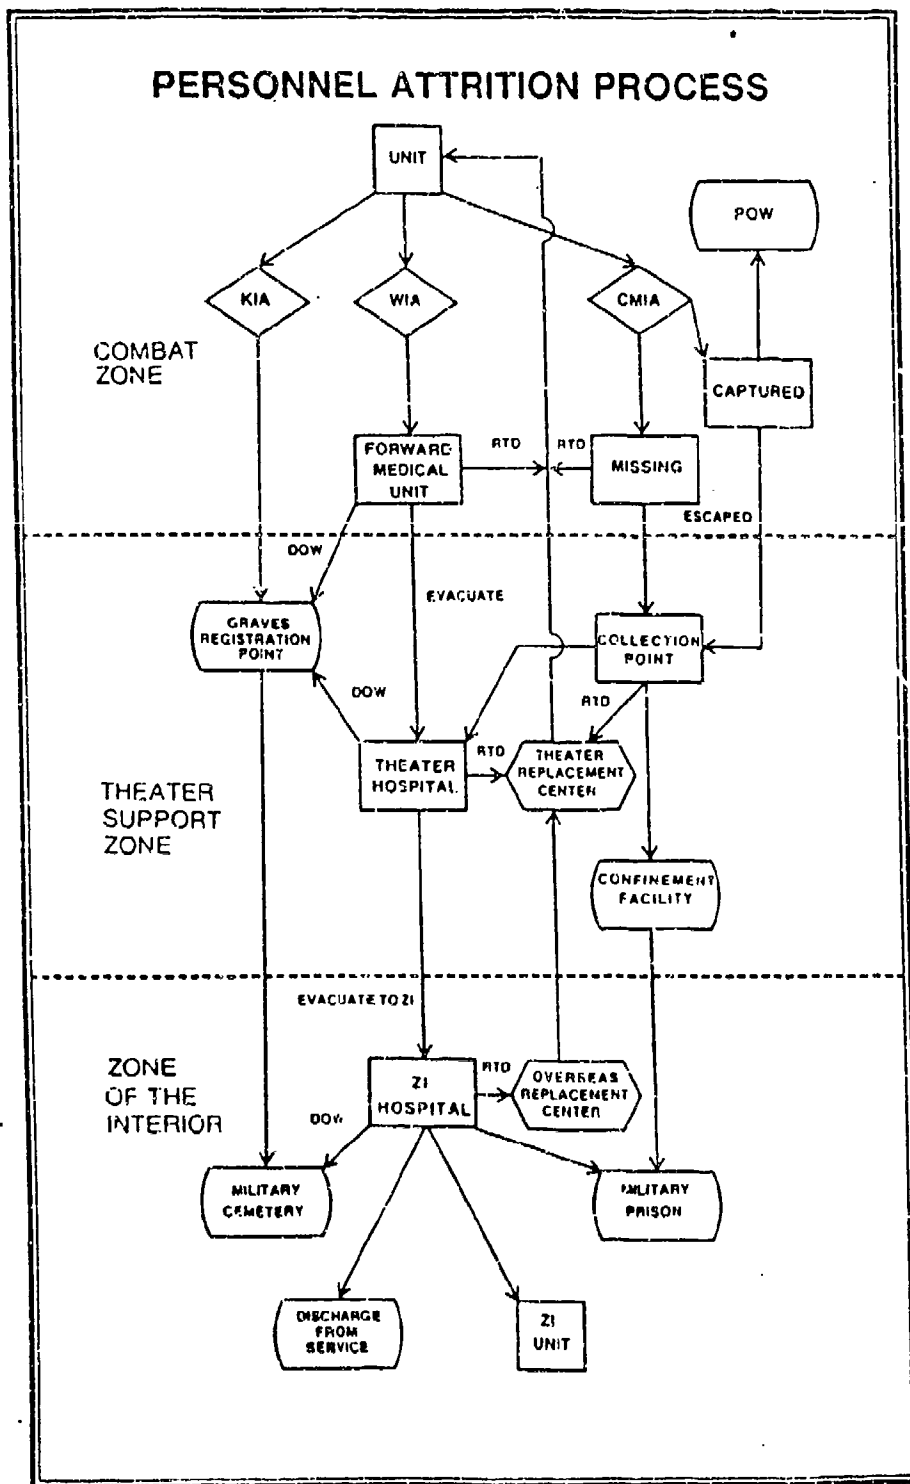 PERSONNEL ATTRITION PROCESS
UNIT
POW
KIA
WIA
CMIA
COMBAT
ZONE
CAPTURED
FORWARD
MEDICAL
UNIT
RTD
RTD
MISSING
ESCAPED
DOW
EVACUATE
GRAVES
REGISTRATION
POINT
COLLECTION
POINT
DOW
RTD
THEATER
HOSPITAL
RTD
THEATER
REPLACEMENT
CENTER
THEATER
SUPPORT
ZONE
CONFINEMENT
FACILITY
EVACUATE TO ZI
ZONE
OF THE
INTERIOR
ZI
HOSPITAL
RTD
OVERSEAS
REPLACEMENT
CENTER
DOW
MILITARY
CEMETERY
MILITARY
PRISON
DISCHARGE
FROM
SERVICE
ZI
UNIT